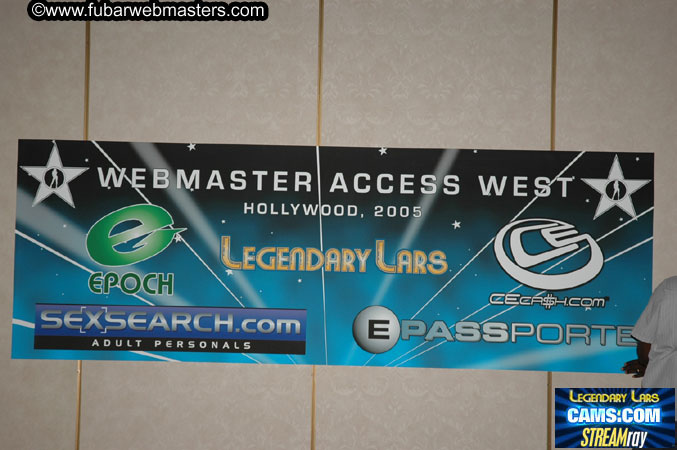 ©www.fubarwebmasters.com
WEBMASTER ACCESS WEST
HOLLYWOOD, 2005
EPOCH
LEGENDARY LARS
CECA$H.COM
SEXSEARCH.com
ADULT PERSONALS
EPASSPORTE
LEGENDARY LARS
CAMS.COM
STREAMray